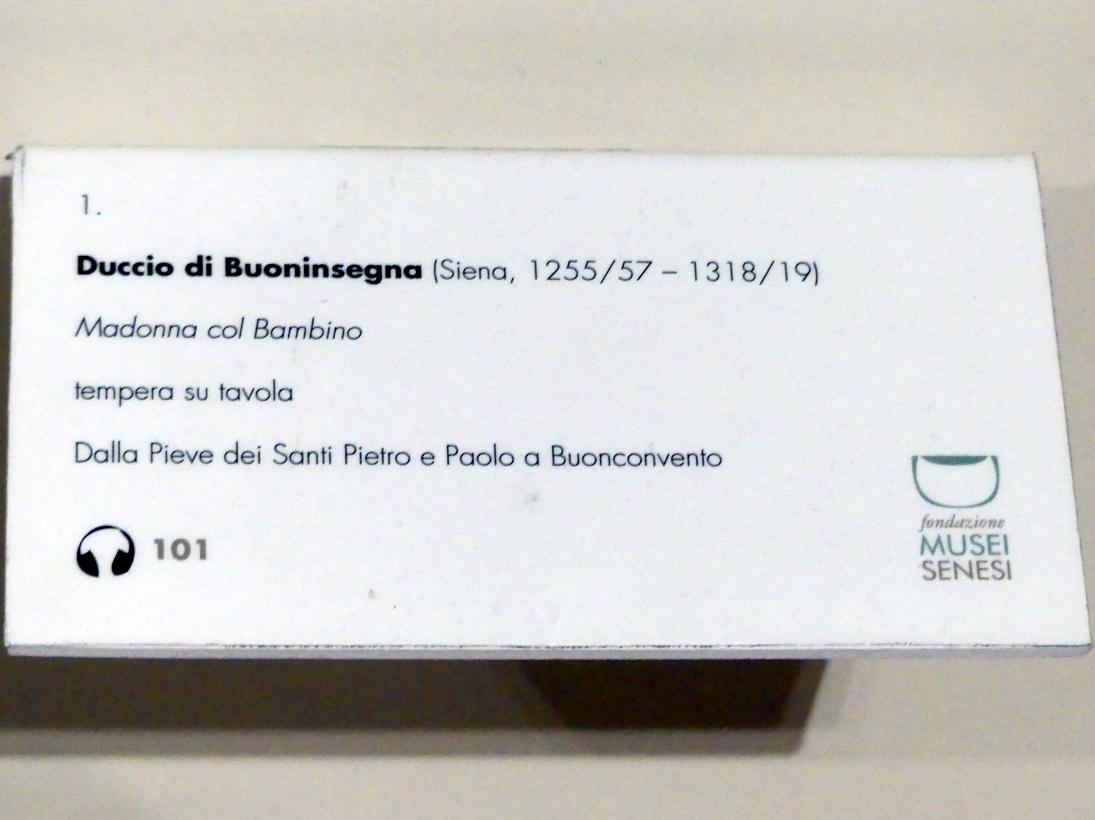 1.
Duccio di Buoninsegna (Siena, 1255/57 – 1318/19)
Madonna col Bambino
tempera su tavola
Dalla Pieve dei Santi Pietro e Paolo a Buonconvento
101
fondazione
MUSEI
SENESI